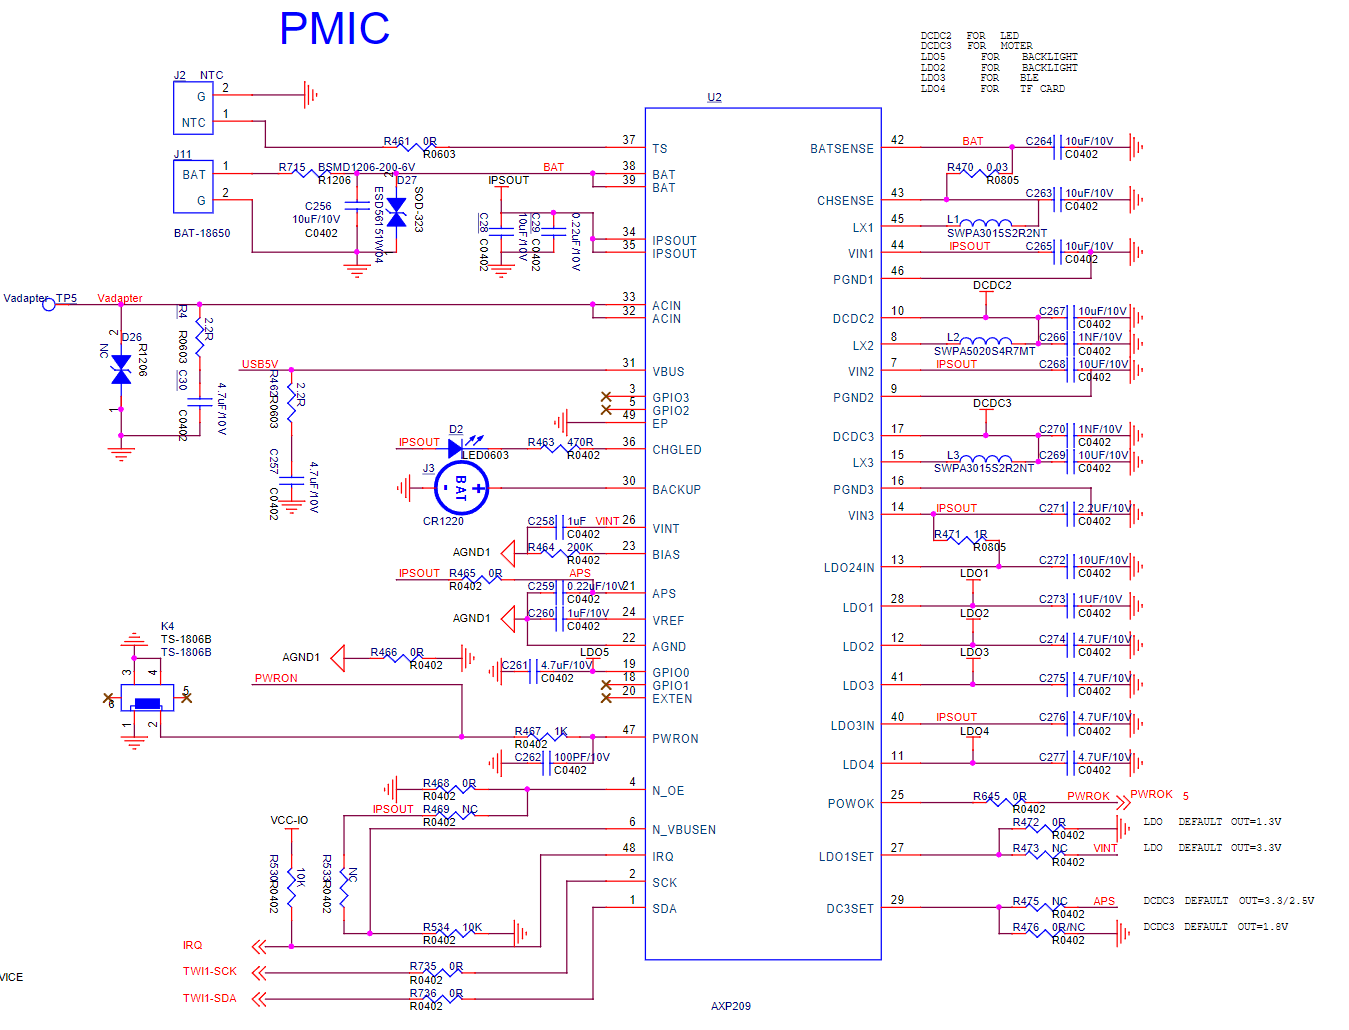 PMIC
DCDC2 FOR LED
DCDC3 FOR MOTER
LDO5 FOR BACKLIGHT
LDO2 FOR BACKLIGHT
LDO3 FOR BLE
LDO4 FOR TF CARD
J2 NTC
G 2
NTC 1
J11
BAT 1
G 2
BAT-18650
R461 0R
R0603
R715 BSMD1206-200-6V
R1206
BAT
C256
10uF/10V
C0402
2
D27
ESD56151W04
SOD-323
1
IPSOUT
C28
10uF/10V
C0402
C29
0.22uF/10V
C0402
Vadapter TP5
Vadapter
2
D26
NC
R1206
1
R4
2.2R
R0603
C30
4.7uF/10V
C0402
USB5V
R462
2.2R
R0603
C257
4.7uF/10V
C0402
IPSOUT
D2
LED0603
R463 470R
R0402
J3
BAT
- +
CR1220
C258 1uF VINT
C0402
AGND1
R464 200K
R0402
IPSOUT
R465 0R
R0402
APS
C259 0.22uF/10V
C0402
AGND1
C260 1uF/10V
C0402
LDO5
C261 4.7uF/10V
C0402
AGND1
R466 0R
R0402
PWRON
K4
TS-1806B
TS-1806B
3 4
5
6
1 2
R467 1K
R0402
C262 100PF/10V
C0402
R468 0R
R0402
IPSOUT R469 NC
R0402
VCC-IO
R530
10K
R0402
R533
NC
R0402
R534 10K
R0402
IRQ
TWI1-SCK
R735 0R
R0402
TWI1-SDA
R736 0R
R0402
VICE
U2
37 TS
38 BAT
39 BAT
34 IPSOUT
35 IPSOUT
33 ACIN
32 ACIN
31 VBUS
3 GPIO3
5 GPIO2
49 EP
36 CHGLED
30 BACKUP
26 VINT
23 BIAS
21 APS
24 VREF
22 AGND
19 GPIO0
18 GPIO1
20 EXTEN
47 PWRON
4 N_OE
6 N_VBUSEN
48 IRQ
2 SCK
1 SDA
AXP209
BATSENSE 42
CHSENSE 43
LX1 45
VIN1 44
PGND1 46
DCDC2 10
LX2 8
VIN2 7
PGND2 9
DCDC3 17
LX3 15
PGND3 16
VIN3 14
LDO24IN 13
LDO1 28
LDO2 12
LDO3 41
LDO3IN 40
LDO4 11
POWOK 25
LDO1SET 27
DC3SET 29
BAT
C264 10uF/10V
C0402
R470 0.03
R0805
C263 10uF/10V
C0402
L1
SWPA3015S2R2NT
IPSOUT
C265 10uF/10V
C0402
DCDC2
C267 10uF/10V
C0402
L2
SWPA5020S4R7MT
C266 1NF/10V
C0402
IPSOUT
C268 10UF/10V
C0402
DCDC3
C270 1NF/10V
C0402
L3
SWPA3015S2R2NT
C269 10UF/10V
C0402
IPSOUT
C271 2.2UF/10V
C0402
R471 1R
R0805
C272 10UF/10V
C0402
LDO1
C273 1UF/10V
C0402
LDO2
C274 4.7UF/10V
C0402
LDO3
C275 4.7UF/10V
C0402
IPSOUT
C276 4.7UF/10V
C0402
LDO4
C277 4.7UF/10V
C0402
R645 0R
R0402
PWROK PWROK 5
R472 0R
R0402
LDO DEFAULT OUT=1.3V
R473 NC
R0402
VINT
LDO DEFAULT OUT=3.3V
R475 NC
R0402
APS
DCDC3 DEFAULT OUT=3.3/2.5V
R476 0R/NC
R0402
DCDC3 DEFAULT OUT=1.8V